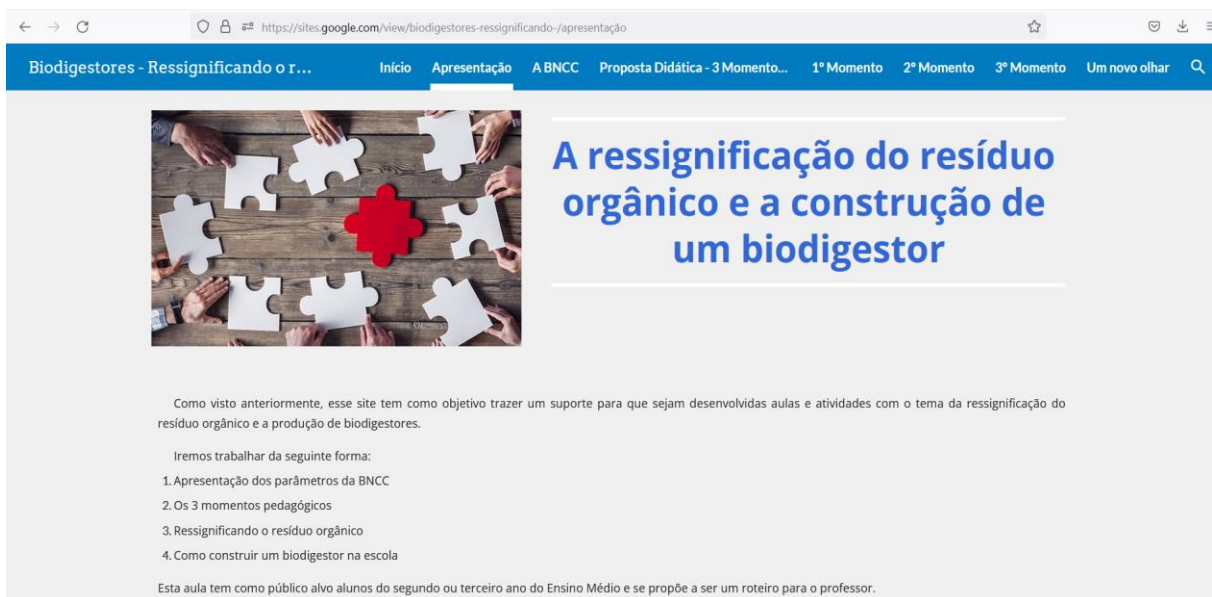 https://sites.google.com/view/biodigestores-ressignificando-/apresentação
Biodigestores - Ressignificando o r... Início Apresentação A BNCC Proposta Didática - 3 Momento... 1º Momento 2º Momento 3º Momento Um novo olhar
A ressignificação do resíduo
orgânico e a construção de
um biodigestor
Como visto anteriormente, esse site tem como objetivo trazer um suporte para que sejam desenvolvidas aulas e atividades com o tema da ressignificação do
resíduo orgânico e a produção de biodigestores.
Iremos trabalhar da seguinte forma:
1. Apresentação dos parâmetros da BNCC
2. Os 3 momentos pedagógicos
3. Ressignificando o resíduo orgânico
4. Como construir um biodigestor na escola
Esta aula tem como público alvo alunos do segundo ou terceiro ano do Ensino Médio e se propõe a ser um roteiro para o professor.